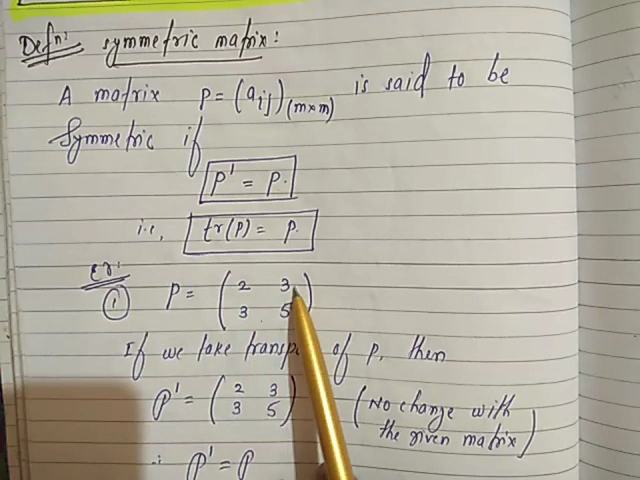 Defn: symmetric matrix:
A matrix P = (aij)(m×m) is said to be
Symmetric if
P' = P.
i.e, tr(P) = P.
Ex:
① P = ( 2 3
3 5 )
If we take transp of P, then
P' = ( 2 3
3 5 ) ( No change with
the given matrix )
∴ P' = P